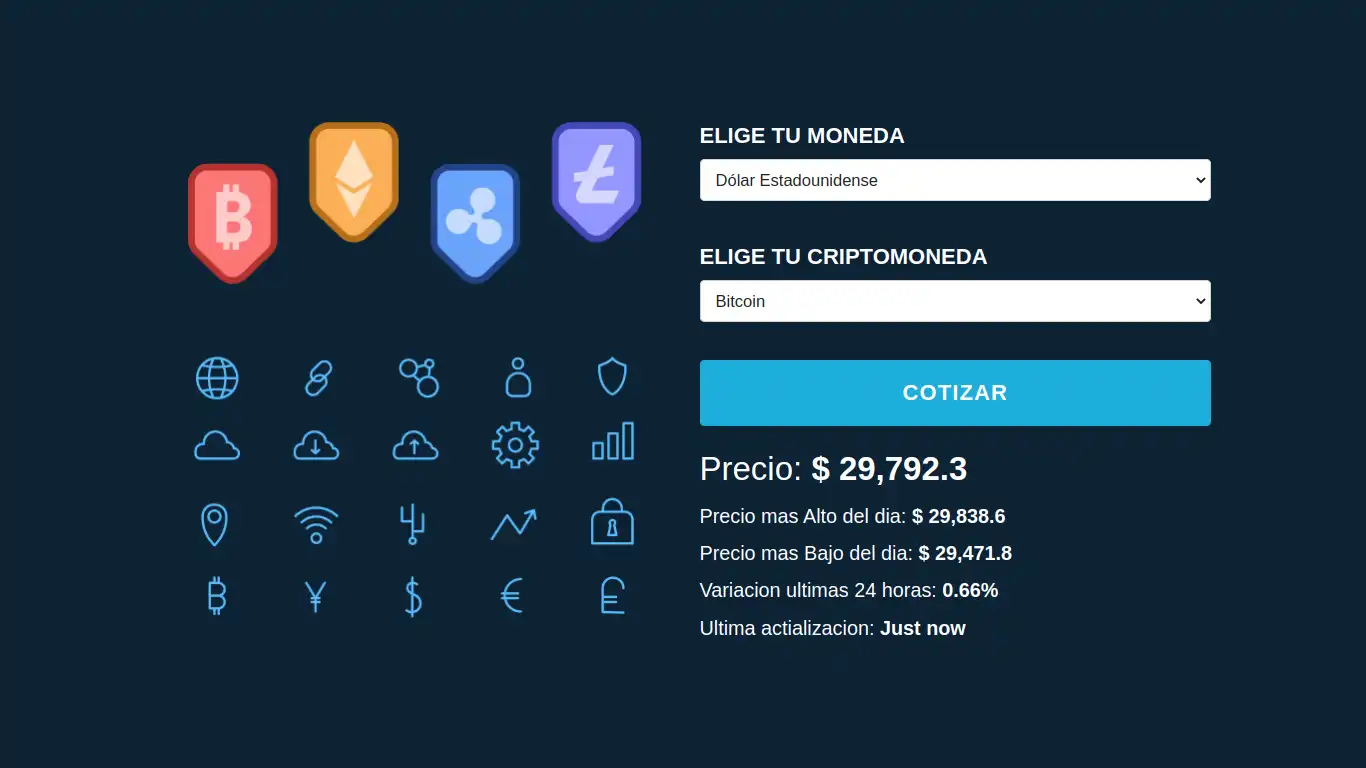 ELIGE TU MONEDA
Dólar Estadounidense
ELIGE TU CRIPTOMONEDA
Bitcoin
COTIZAR
Precio: $ 29,792.3
Precio mas Alto del dia: $ 29,838.6
Precio mas Bajo del dia: $ 29,471.8
Variacion ultimas 24 horas: 0.66%
Ultima actializacion: Just now